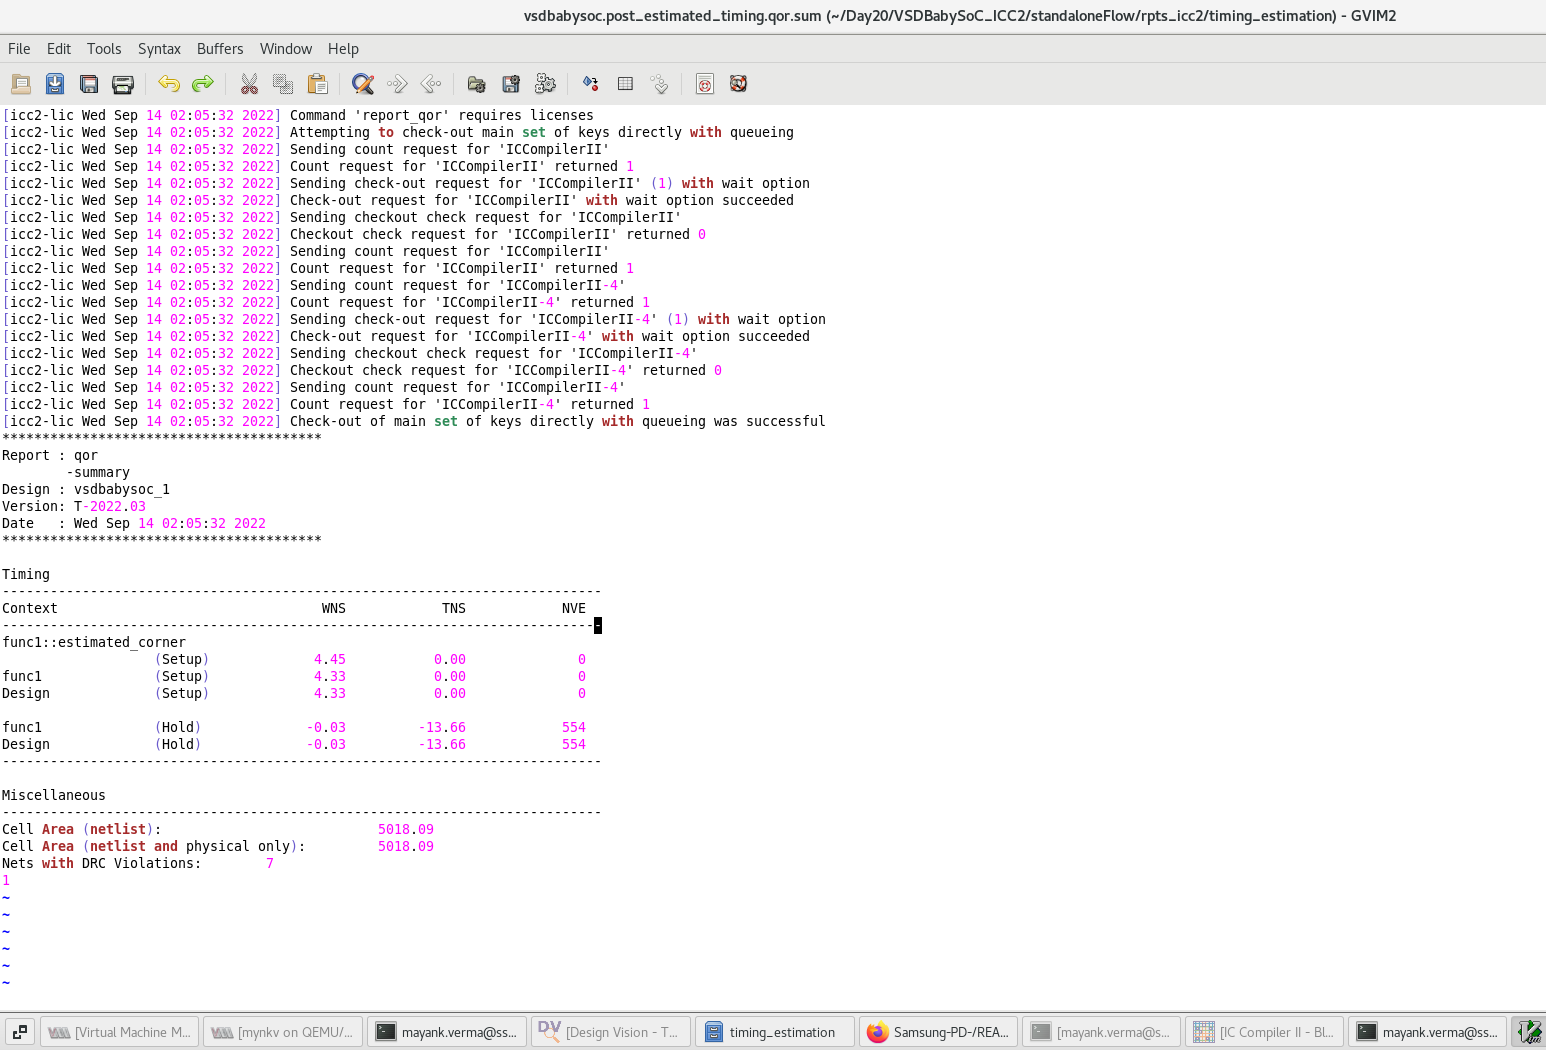 vsdbabysoc.post_estimated_timing.qor.sum (~/Day20/VSDBabySoC_ICC2/standaloneFlow/rpts_icc2/timing_estimation) - GVIM2
File Edit Tools Syntax Buffers Window Help
[icc2-lic Wed Sep 14 02:05:32 2022] Command 'report_qor' requires licenses
[icc2-lic Wed Sep 14 02:05:32 2022] Attempting to check-out main set of keys directly with queueing
[icc2-lic Wed Sep 14 02:05:32 2022] Sending count request for 'ICCompilerII'
[icc2-lic Wed Sep 14 02:05:32 2022] Count request for 'ICCompilerII' returned 1
[icc2-lic Wed Sep 14 02:05:32 2022] Sending check-out request for 'ICCompilerII' (1) with wait option
[icc2-lic Wed Sep 14 02:05:32 2022] Check-out request for 'ICCompilerII' with wait option succeeded
[icc2-lic Wed Sep 14 02:05:32 2022] Sending checkout check request for 'ICCompilerII'
[icc2-lic Wed Sep 14 02:05:32 2022] Checkout check request for 'ICCompilerII' returned 0
[icc2-lic Wed Sep 14 02:05:32 2022] Sending count request for 'ICCompilerII'
[icc2-lic Wed Sep 14 02:05:32 2022] Count request for 'ICCompilerII' returned 1
[icc2-lic Wed Sep 14 02:05:32 2022] Sending count request for 'ICCompilerII-4'
[icc2-lic Wed Sep 14 02:05:32 2022] Count request for 'ICCompilerII-4' returned 1
[icc2-lic Wed Sep 14 02:05:32 2022] Sending check-out request for 'ICCompilerII-4' (1) with wait option
[icc2-lic Wed Sep 14 02:05:32 2022] Check-out request for 'ICCompilerII-4' with wait option succeeded
[icc2-lic Wed Sep 14 02:05:32 2022] Sending checkout check request for 'ICCompilerII-4'
[icc2-lic Wed Sep 14 02:05:32 2022] Checkout check request for 'ICCompilerII-4' returned 0
[icc2-lic Wed Sep 14 02:05:32 2022] Sending count request for 'ICCompilerII-4'
[icc2-lic Wed Sep 14 02:05:32 2022] Count request for 'ICCompilerII-4' returned 1
[icc2-lic Wed Sep 14 02:05:32 2022] Check-out of main set of keys directly with queueing was successful
****************************************
Report : qor
-summary
Design : vsdbabysoc_1
Version: T-2022.03
Date : Wed Sep 14 02:05:32 2022
****************************************
Timing
---------------------------------------------------------------------------
Context WNS TNS NVE
---------------------------------------------------------------------------
func1::estimated_corner
(Setup) 4.45 0.00 0
func1 (Setup) 4.33 0.00 0
Design (Setup) 4.33 0.00 0
func1 (Hold) -0.03 -13.66 554
Design (Hold) -0.03 -13.66 554
---------------------------------------------------------------------------
Miscellaneous
---------------------------------------------------------------------------
Cell Area (netlist): 5018.09
Cell Area (netlist and physical only): 5018.09
Nets with DRC Violations: 7
1
~
~
~
~
~
~
[Virtual Machine M... [mynkv on QEMU/... mayank.verma@ss... DV [Design Vision - T... timing_estimation Samsung-PD-/REA... [mayank.verma@s... [IC Compiler II - Bl... mayank.verma@ss...